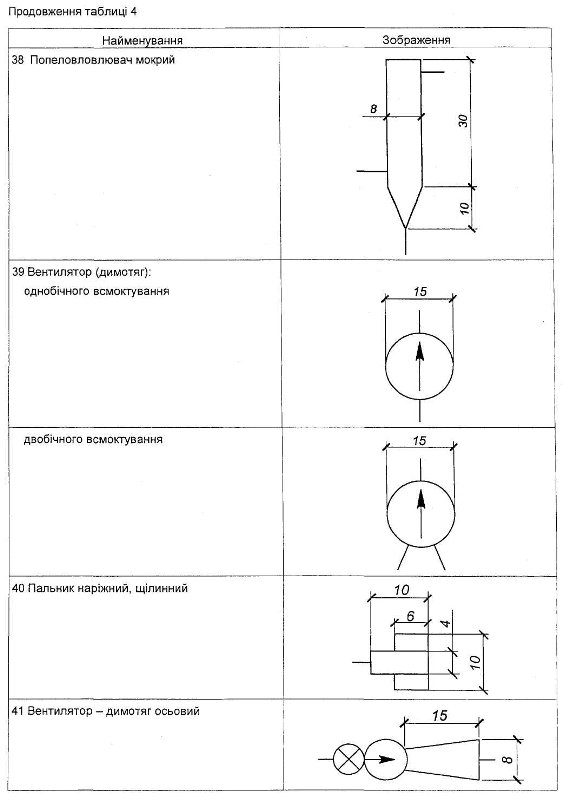 Продовження таблиці 4
Найменування
Зображення
38 Попеловловлювач мокрий
8
30
10
39 Вентилятор (димотяг):
однобічного всмоктування
15
двобічного всмоктування
15
40 Пальник наріжний, щілинний
10
6
4
10
41 Вентилятор – димотяг осьовий
15
8